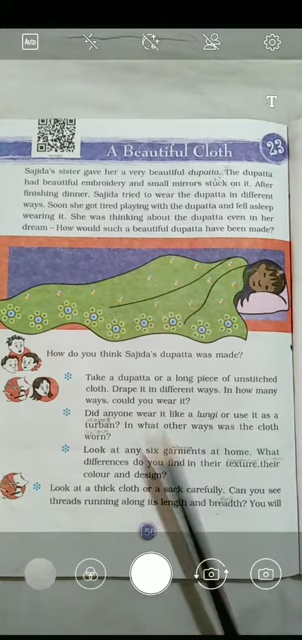 Auto
T
A Beautiful Cloth
23
Sajida's sister gave her a very beautiful dupatta. The dupatta
had beautiful embroidery and small mirrors stuck on it. After
finishing dinner, Sajida tried to wear the dupatta in different
ways. Soon she got tired playing with the dupatta and fell asleep
wearing it. She was thinking about the dupatta even in her
dream – How would such a beautiful dupatta have been made?
How do you think Sajida's dupatta was made?
* Take a dupatta or a long piece of unstitched
cloth. Drape it in different ways. In how many
ways, could you wear it?
* Did anyone wear it like a lungi or use it as a
turban? In what other ways was the cloth
worn?
* Look at any six garments at home. What
differences do you find in their texture, their
colour and design?
* Look at a thick cloth or a sack carefully. Can you see
threads running along its length and breadth? You will